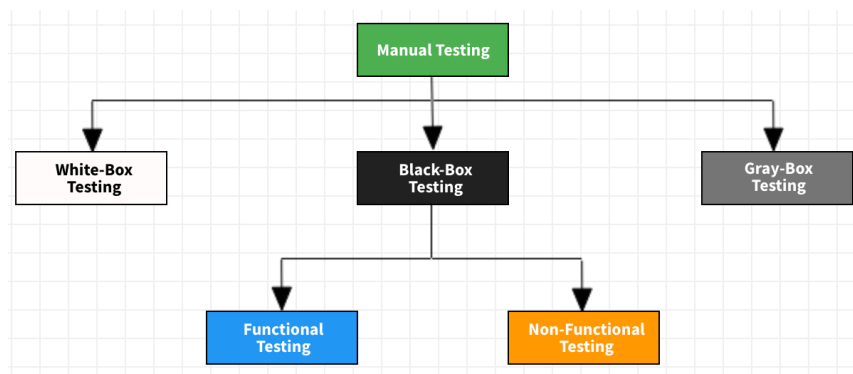 Manual Testing
White-Box
Testing
Black-Box
Testing
Gray-Box
Testing
Functional
Testing
Non-Functional
Testing